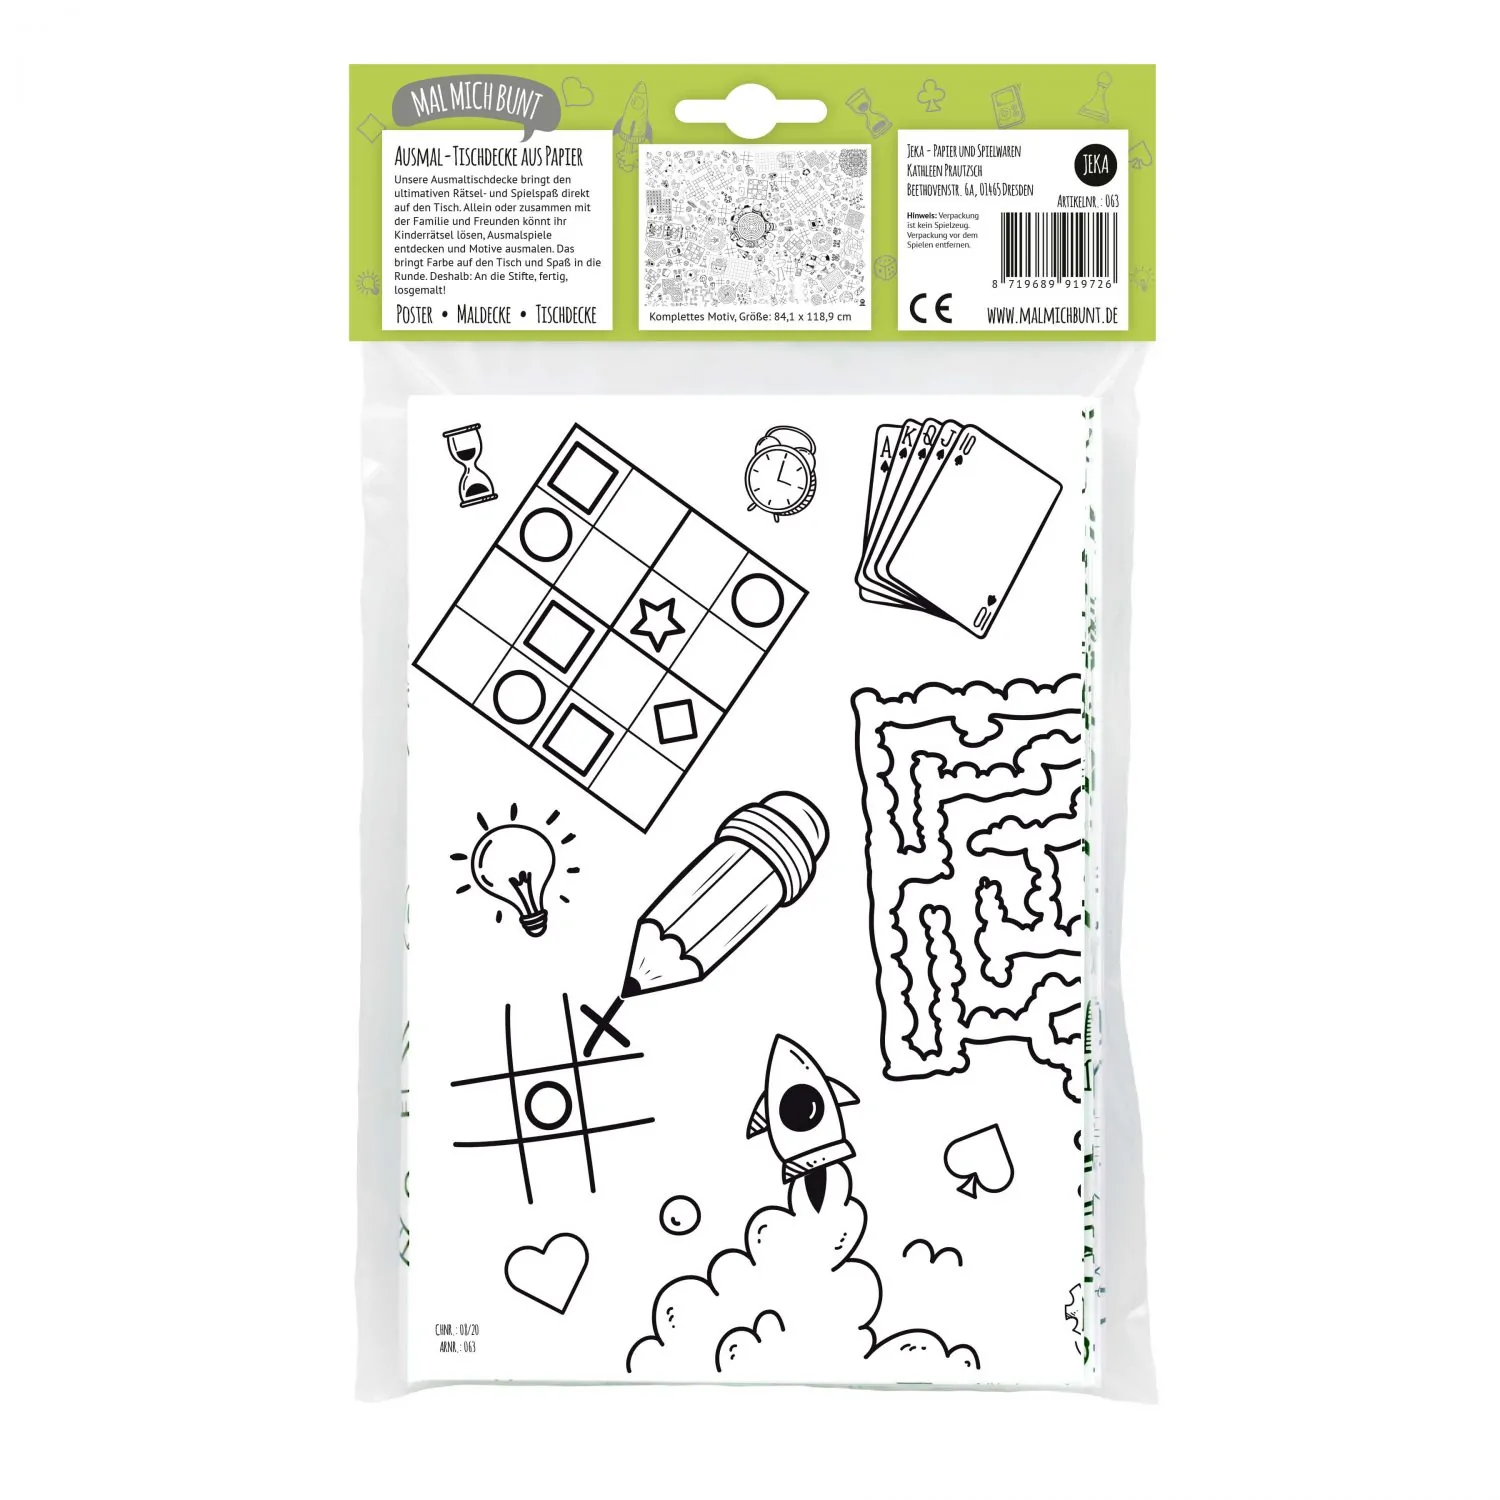 MAL MICH BUNT
AUSMAL-TISCHDECKE AUS PAPIER
Unsere Ausmaltischdecke bringt den
ultimativen Rätsel- und Spielspaß direkt
auf den Tisch. Allein oder zusammen mit
der Familie und Freunden könnt ihr
Kinderrätsel lösen, Ausmalspiele
entdecken und Motive ausmalen. Das
bringt Farbe auf den Tisch und Spaß in die
Runde. Deshalb: An die Stifte, fertig,
losgemalt!
POSTER • MALDECKE • TISCHDECKE
Komplettes Motiv, Größe: 84,1 x 118,9 cm
JEKA - PAPIER UND SPIELWAREN
KATHLEEN PRAUTZSCH
BEETHOVENSTR. 6A, 01465 DRESDEN
JEKA
ARTIKELNR.: 063
Hinweis: Verpackung
ist kein Spielzeug.
Verpackung vor dem
Spielen entfernen.
8 719689 919726
CE
WWW.MALMICHBUNT.DE
A K Q J 10
10
CHNR.: 08/20
ARNR.: 063